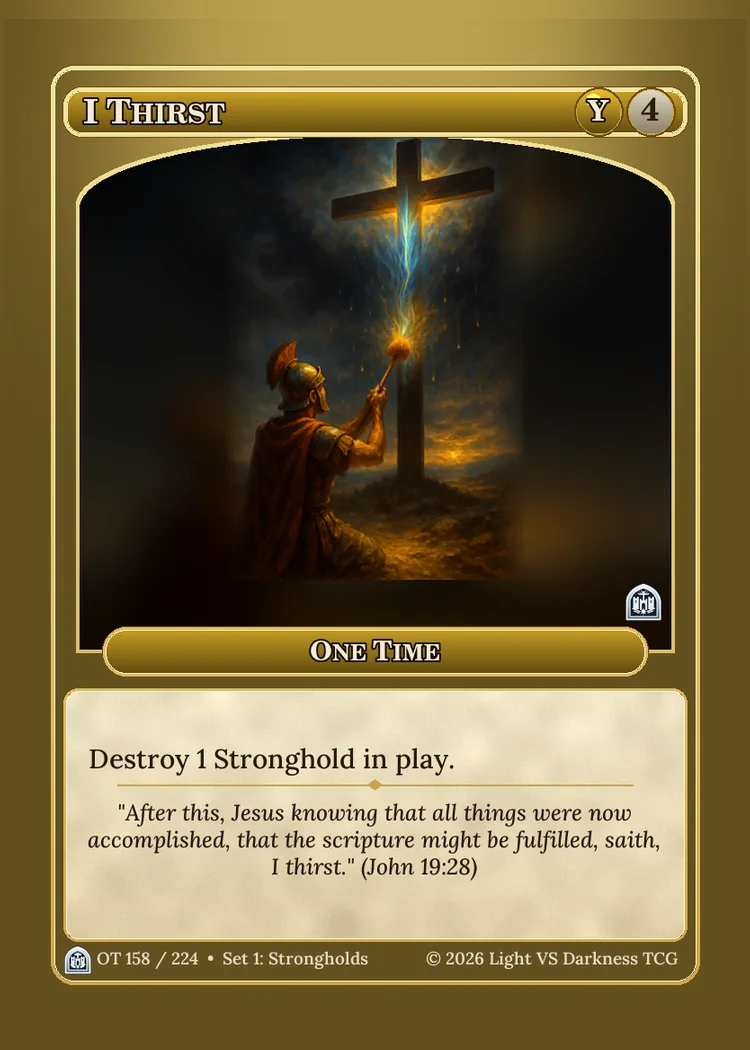 I Thirst Y 4
One Time
Destroy 1 Stronghold in play.
"After this, Jesus knowing that all things were now
accomplished, that the scripture might be fulfilled, saith,
I thirst." (John 19:28)
OT 158 / 224 • Set 1: Strongholds © 2026 Light VS Darkness TCG